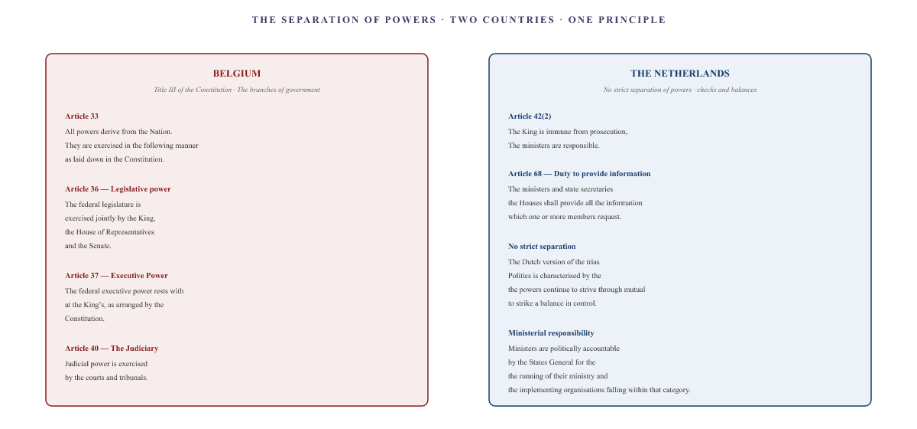 THE SEPARATION OF POWERS · TWO COUNTRIES · ONE PRINCIPLE
BELGIUM
Title III of the Constitution · The branches of government
Article 33
All powers derive from the Nation.
They are exercised in the following manner
as laid down in the Constitution.
Article 36 — Legislative power
The federal legislature is
exercised jointly by the King,
the House of Representatives
and the Senate.
Article 37 — Executive Power
The federal executive power rests with
at the King's, as arranged by the
Constitution.
Article 40 — The Judiciary
Judicial power is exercised
by the courts and tribunals.
THE NETHERLANDS
No strict separation of powers · checks and balances
Article 42(2)
The King is immune from prosecution,
The ministers are responsible.
Article 68 — Duty to provide information
The ministers and state secretaries
the Houses shall provide all the information
which one or more members request.
No strict separation
The Dutch version of the trias
Politics is characterised by the
the powers continue to strive through mutual
to strike a balance in control.
Ministerial responsibility
Ministers are politically accountable
by the States General for the
the running of their ministry and
the implementing organisations falling within that category.